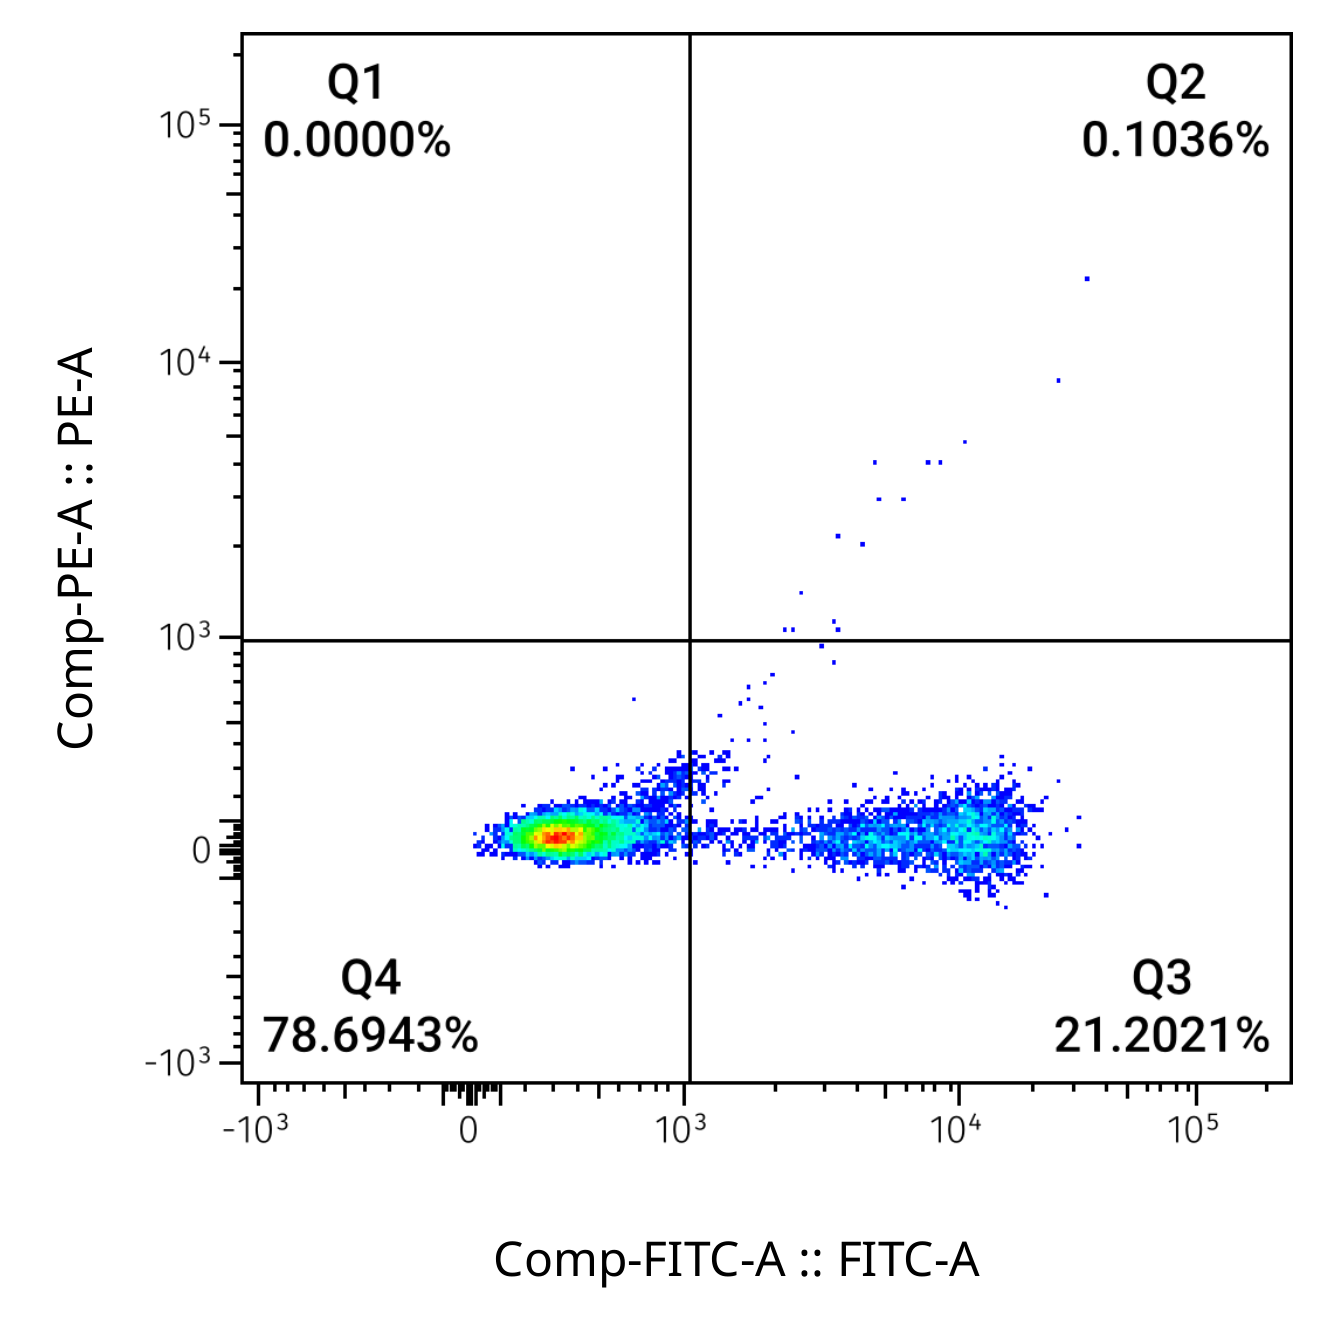 Q1
0.0000%
Q2
0.1036%
10⁵
10⁴
10³
0
-10³
Comp-PE-A :: PE-A
Q4
78.6943%
Q3
21.2021%
-10³
0
10³
10⁴
10⁵
Comp-FITC-A :: FITC-A